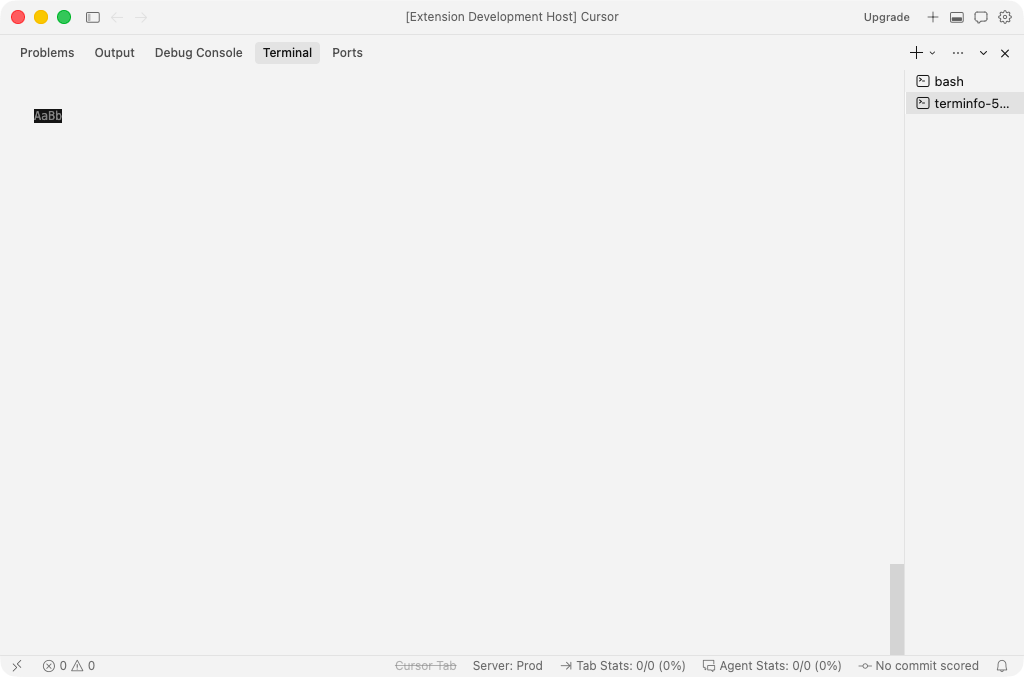 [Extension Development Host] Cursor
Upgrade
Problems Output Debug Console Terminal Ports
bash
terminfo-5...
AaBb
0 0 Cursor Tab Server: Prod Tab Stats: 0/0 (0%) Agent Stats: 0/0 (0%) No commit scored